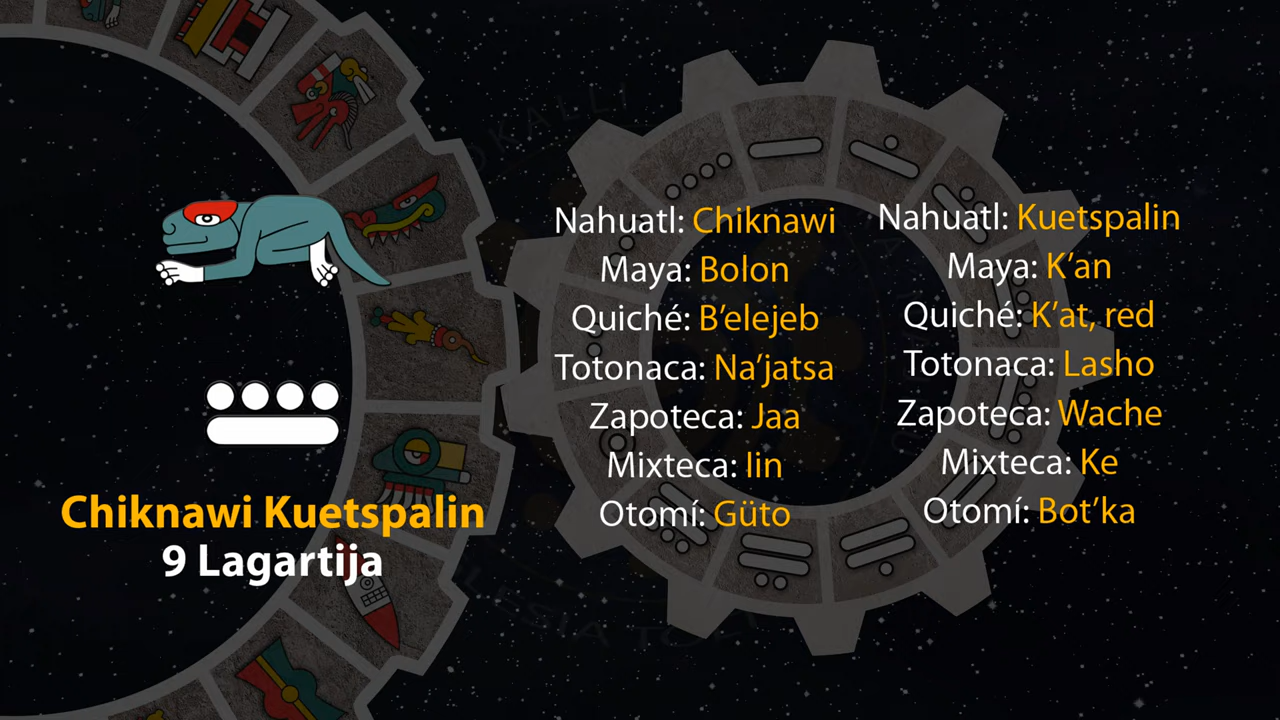 Chiknawi Kuetspalin
9 Lagartija
Nahuatl: Chiknawi
Maya: Bolon
Quiché: B’elejeb
Totonaca: Na’jatsa
Zapoteca: Jaa
Mixteca: Iin
Otomí: Güto
Nahuatl: Kuetspalin
Maya: K’an
Quiché: K’at, red
Totonaca: Lasho
Zapoteca: Wache
Mixteca: Ke
Otomí: Bot’ka